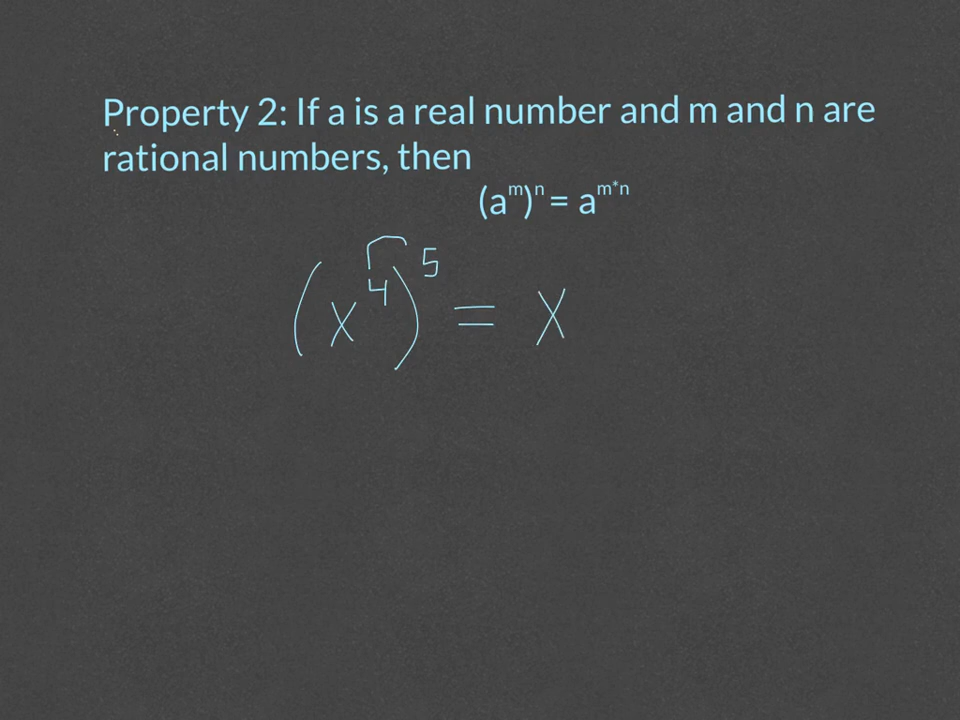 Property 2: If a is a real number and m and n are
rational numbers, then
(a^m)^n = a^m*n
(x^4)^5 = x